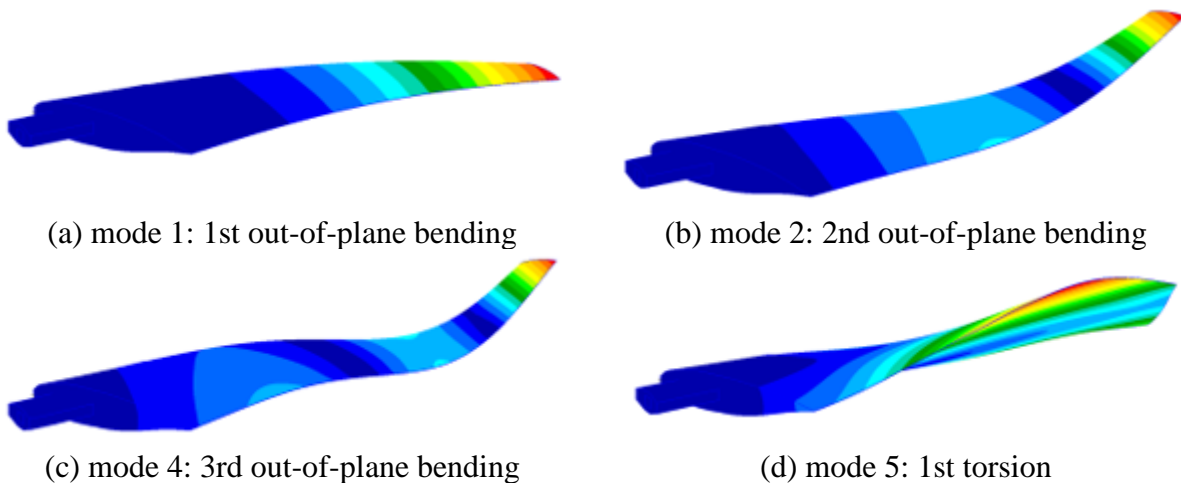 (a) mode 1: 1st out-of-plane bending
(b) mode 2: 2nd out-of-plane bending
(c) mode 4: 3rd out-of-plane bending
(d) mode 5: 1st torsion